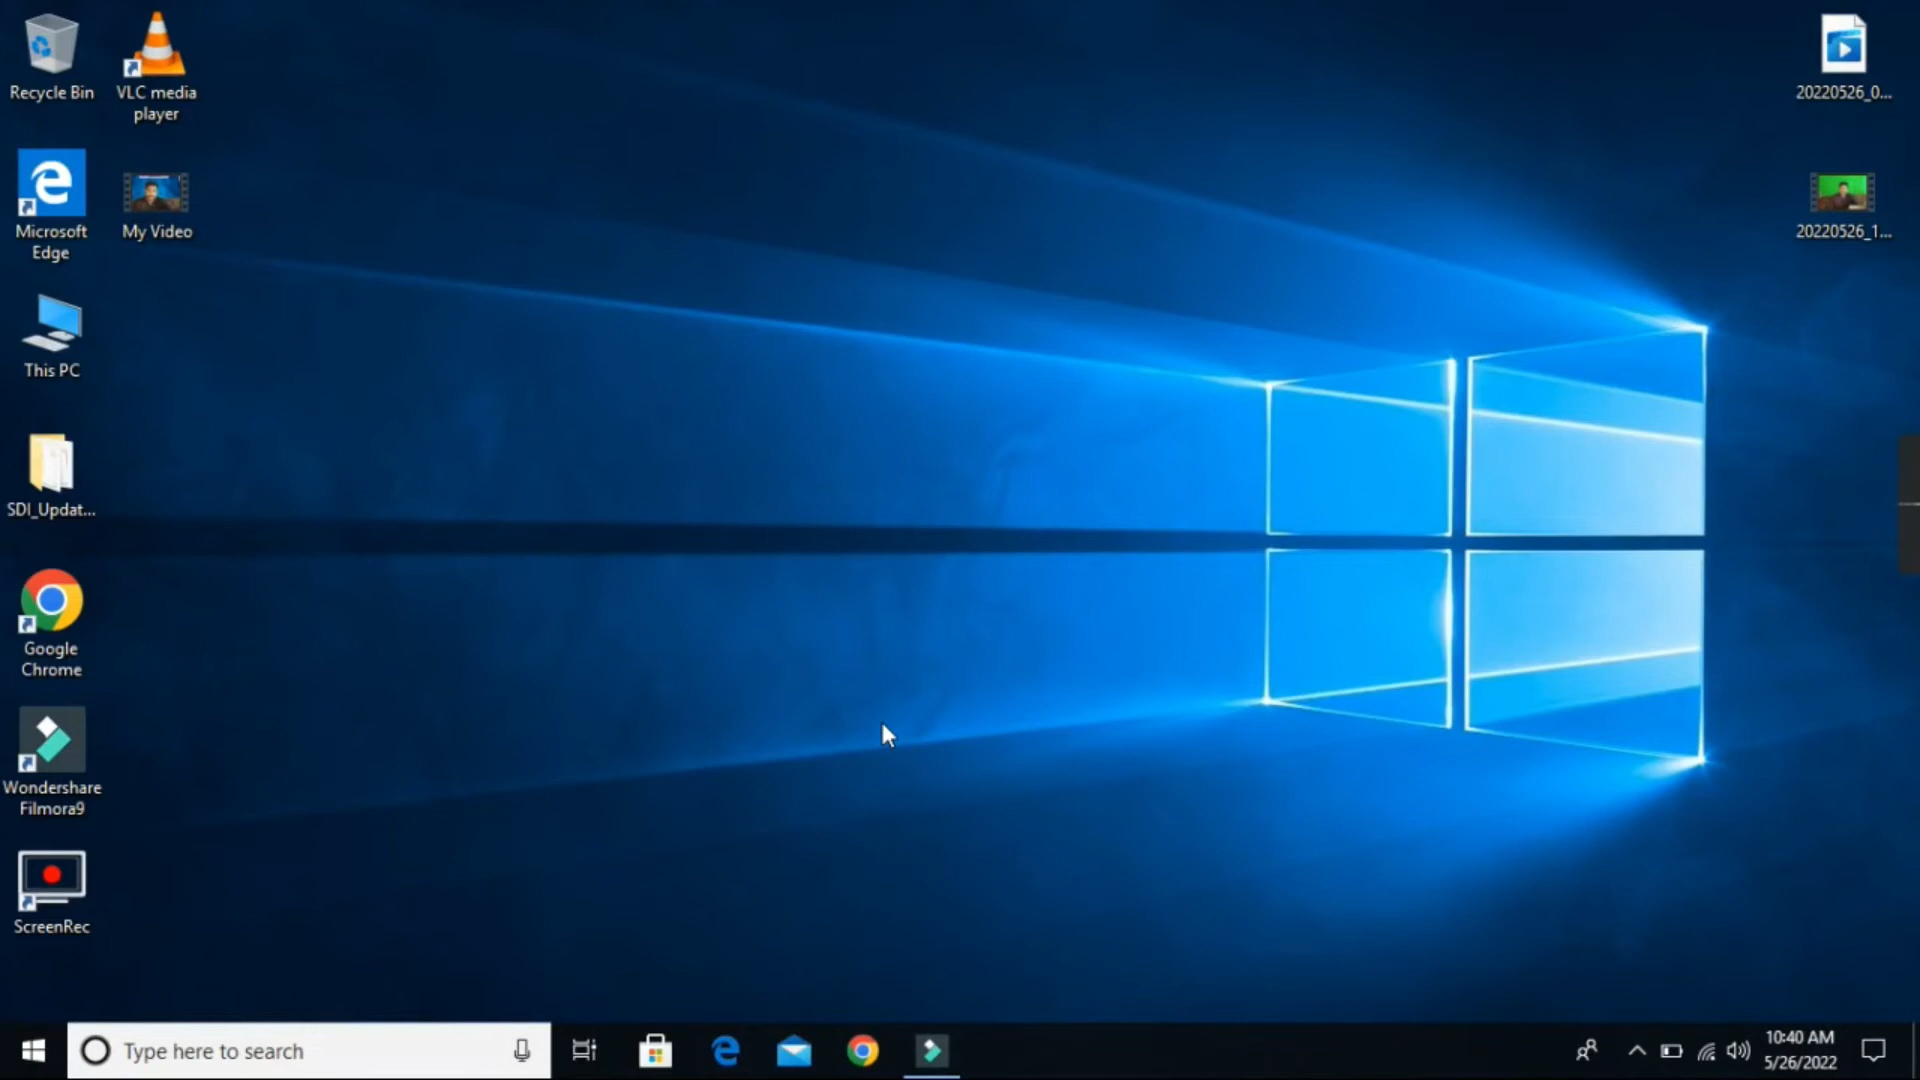 Recycle Bin
VLC media
player
20220526_0...
Microsoft
Edge
My Video
20220526_1...
This PC
SDI_Updat...
Google
Chrome
Wondershare
Filmora9
ScreenRec
Type here to search
10:40 AM
5/26/2022